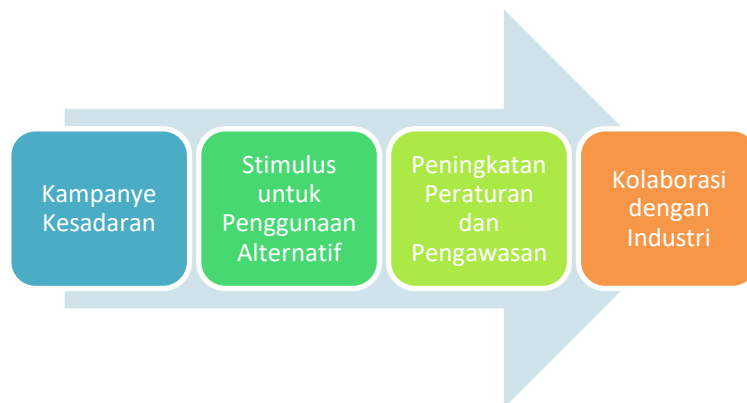 Kampanye
Kesadaran
Stimulus
untuk
Penggunaan
Alternatif
Peningkatan
Peraturan
dan
Pengawasan
Kolaborasi
dengan
Industri